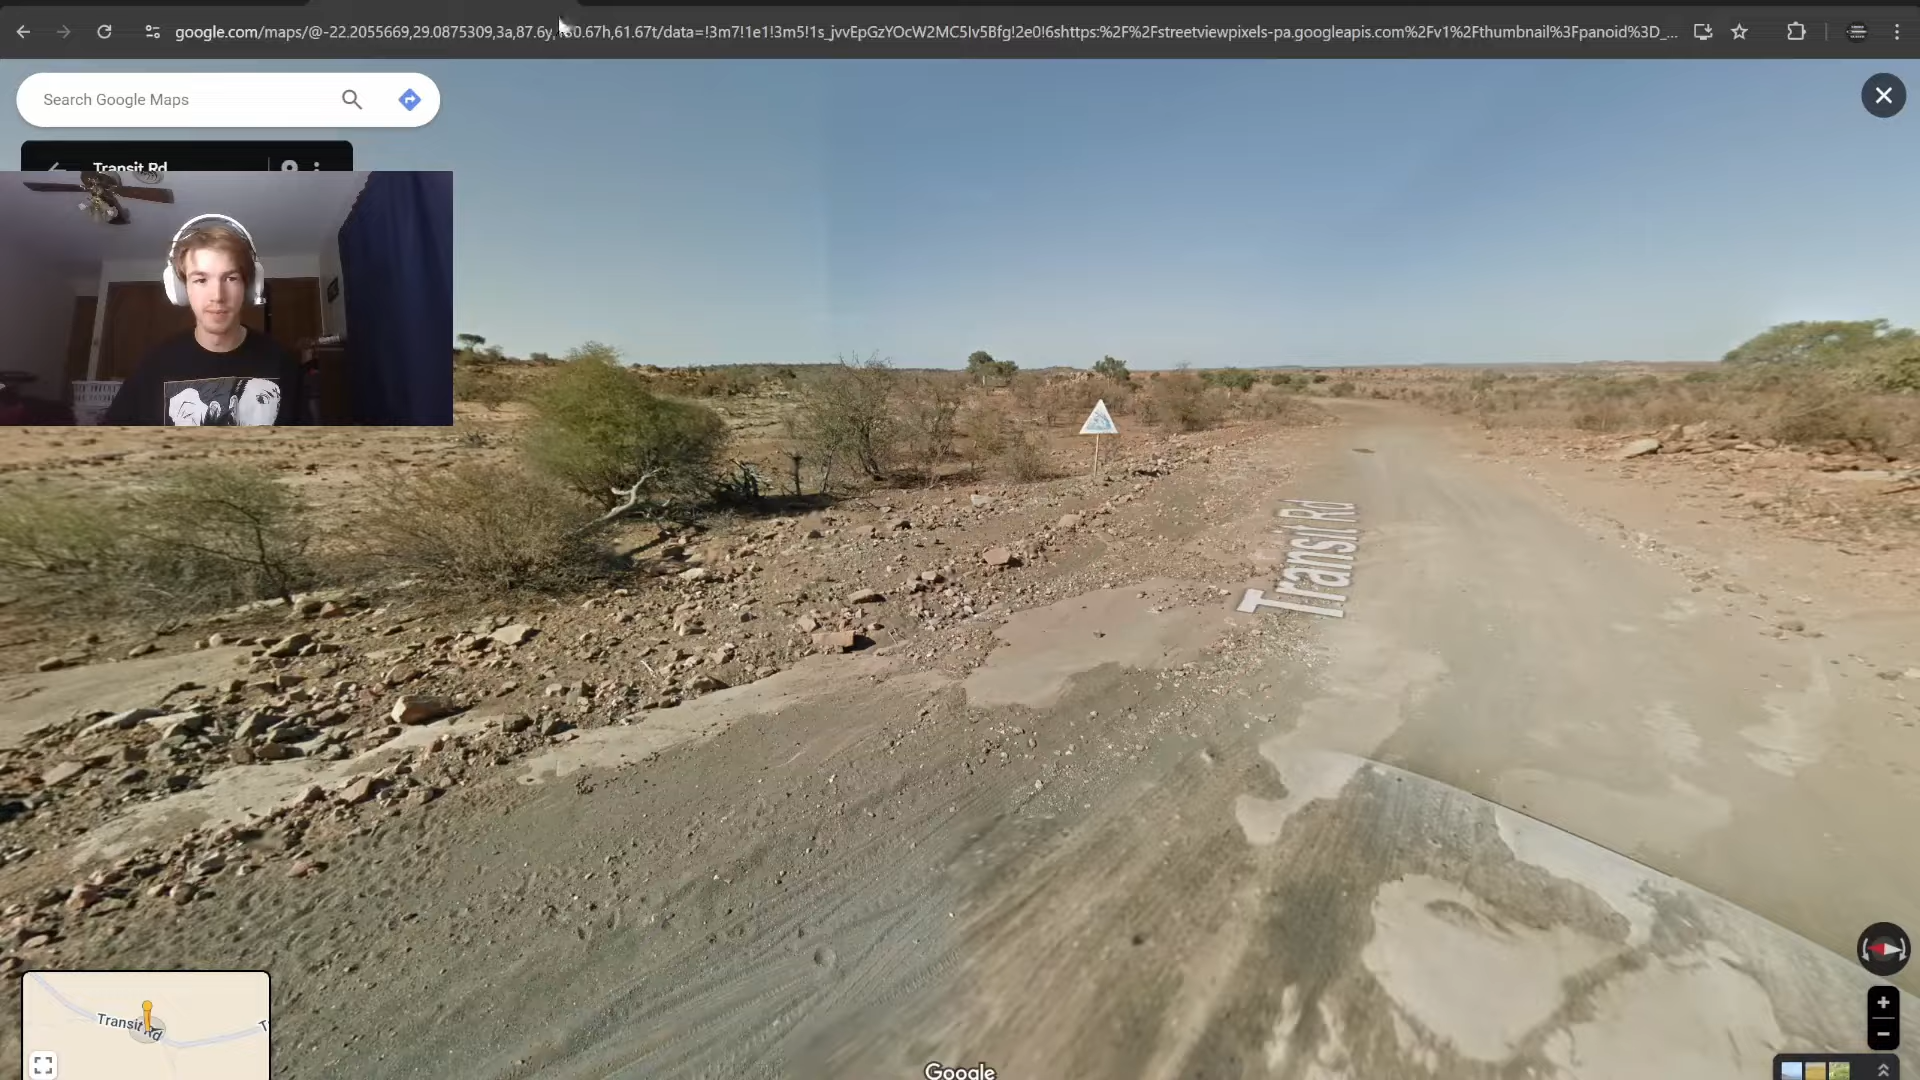 google.com/maps/@-22.2055669,29.0875309,3a,87.6y,
0.67h,61.67t/data=!3m7!1e1!3m5!1s_jvvEpGzYOcW2MC5Iv5Bfg!2e0!6shttps:%2F%2Fstreetviewpixels-pa.googleapis.com%2Fv1%2Fthumbnail%3Fpanoid%3D_...
Search Google Maps
Transit Rd
Transit Rd
Transit Rd
T
Google